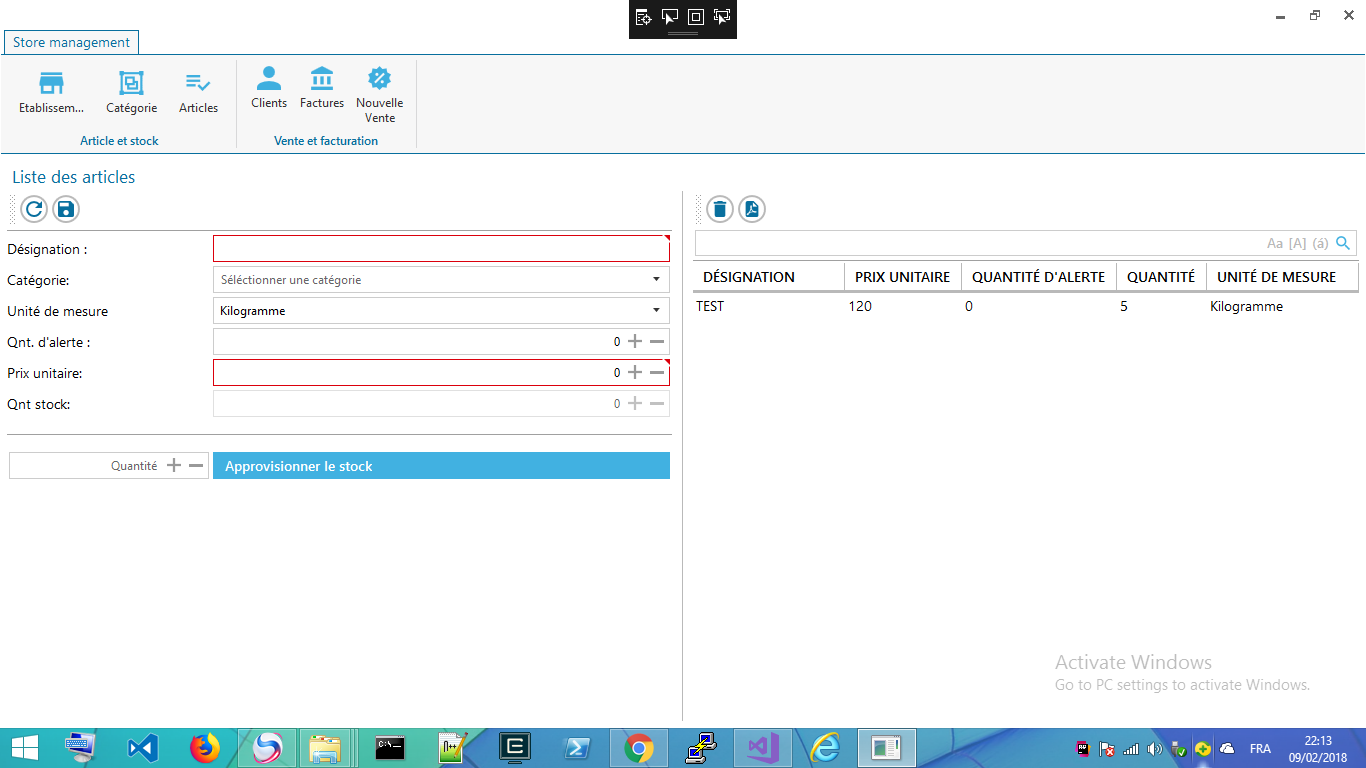 Store management
Etablissem...
Catégorie
Articles
Clients
Factures
Nouvelle
Vente
Article et stock
Vente et facturation
Liste des articles
Désignation :
Catégorie:
Séléctionner une catégorie
Unité de mesure
Kilogramme
Qnt. d'alerte :
0
Prix unitaire:
0
Qnt stock:
0
Quantité
Approvisionner le stock
Aa [A] (á)
DÉSIGNATION PRIX UNITAIRE QUANTITÉ D'ALERTE QUANTITÉ UNITÉ DE MESURE
TEST 120 0 5 Kilogramme
Activate Windows
Go to PC settings to activate Windows.
FRA
22:13
09/02/2018